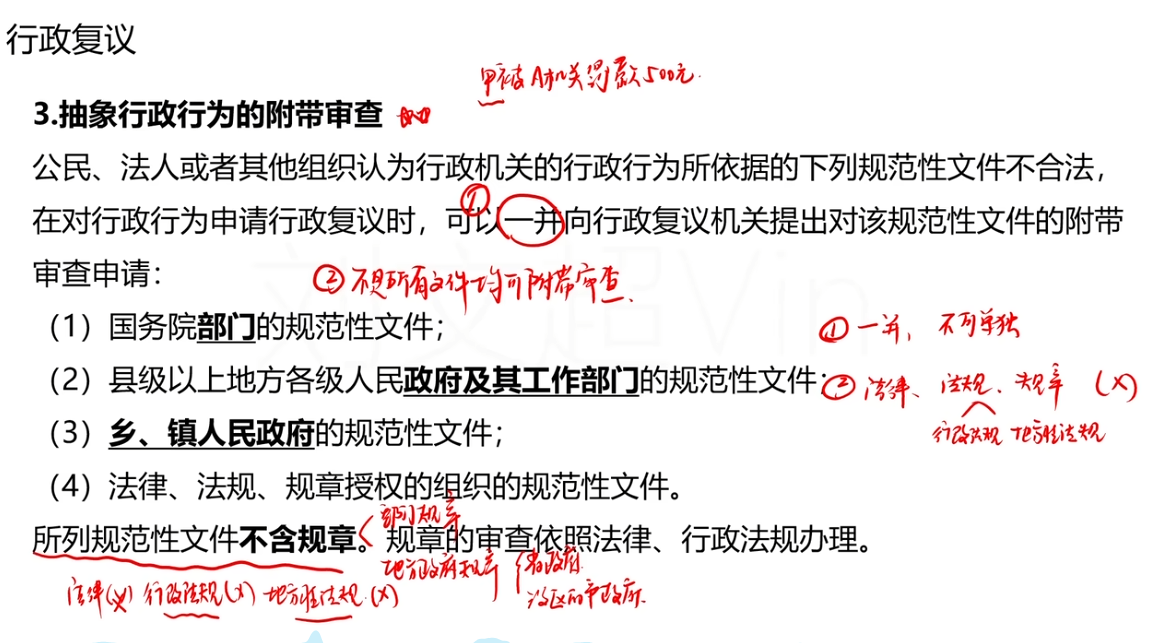 行政复议
甲被A机关罚款500元.
3.抽象行政行为的附带审查
公民、法人或者其他组织认为行政机关的行政行为所依据的下列规范性文件不合法，
①
在对行政行为申请行政复议时，可以一并向行政复议机关提出对该规范性文件的附带
审查申请：
②不是所有文件均可附带审查.
（1）国务院部门的规范性文件；
①一并，不可单独
（2）县级以上地方各级人民政府及其工作部门的规范性文件；
②法律、法规、规章（X）
行政法规 地方性法规
（3）乡、镇人民政府的规范性文件；
（4）法律、法规、规章授权的组织的规范性文件。
部门规章
所列规范性文件不含规章。规章的审查依照法律、行政法规办理。
地方政府规章
省政府.
设区的市政府.
法律(X) 行政法规(X) 地方性法规.(X)
刘文超Vin